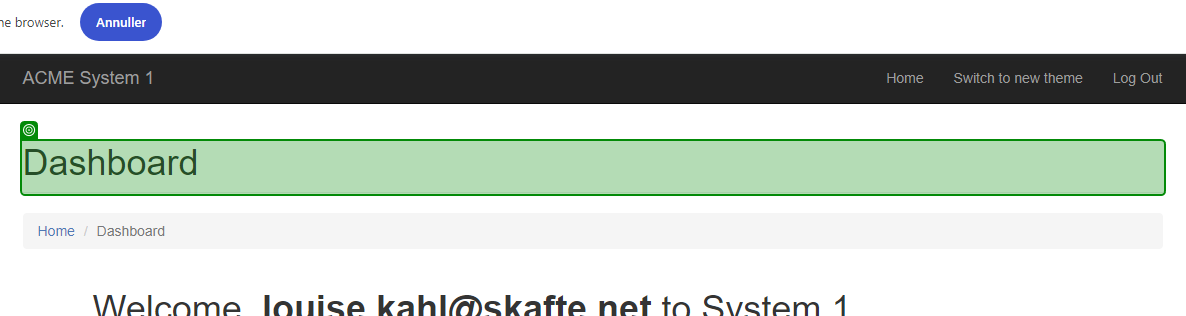 browser. Annuller
ACME System 1 Home Switch to new theme Log Out
Dashboard
Home / Dashboard
Welcome, louise.kahl@skafte.net to System 1